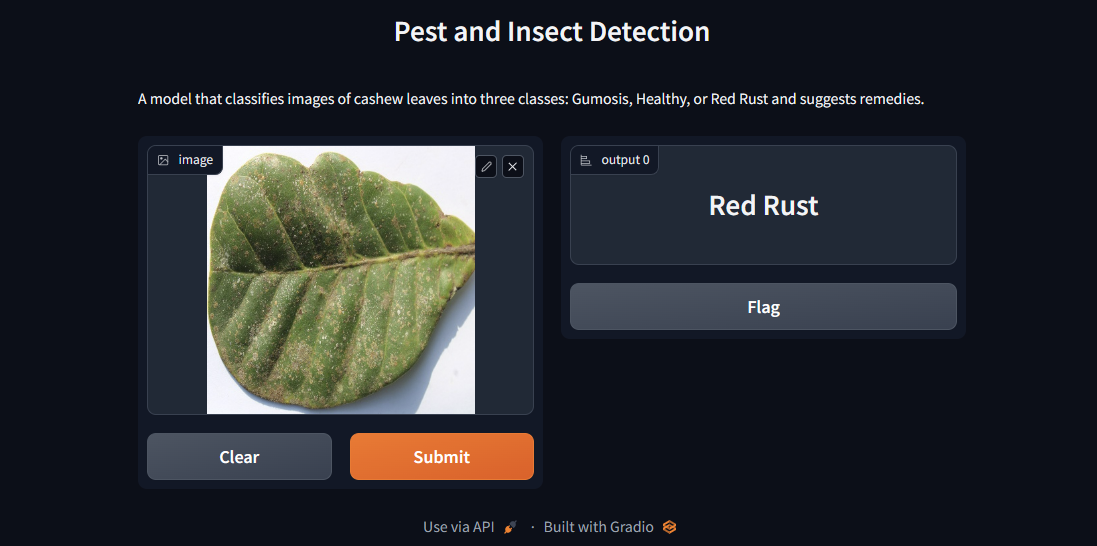 Pest and Insect Detection
A model that classifies images of cashew leaves into three classes: Gumosis, Healthy, or Red Rust and suggests remedies.
image
output 0
Red Rust
Flag
Clear
Submit
Use via API · Built with Gradio